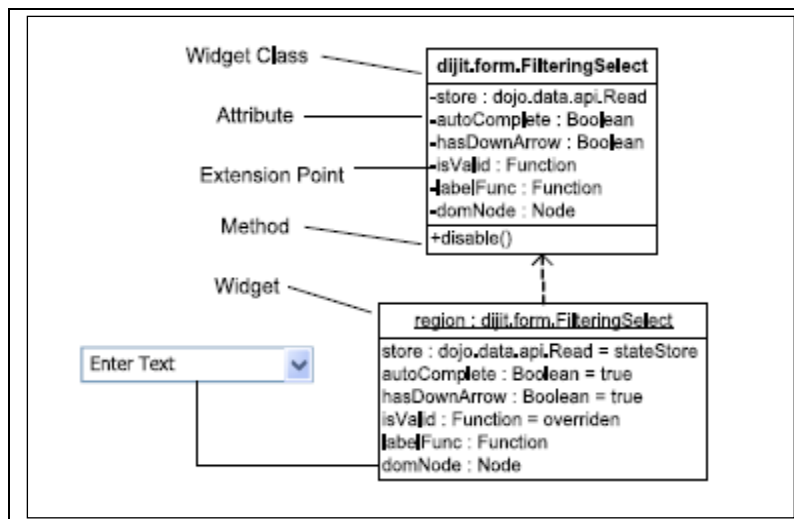 Widget Class
dijit.form.FilteringSelect
-store : dojo.data.api.Read
Attribute
-autoComplete : Boolean
-hasDownArrow : Boolean
Extension Point
-isValid : Function
-labelFunc : Function
-domNode : Node
Method
+disable()
Widget
region : dijit.form.FilteringSelect
Enter Text
store : dojo.data.api.Read = stateStore
autoComplete : Boolean = true
hasDownArrow : Boolean = true
isValid : Function = overriden
labelFunc : Function
domNode : Node